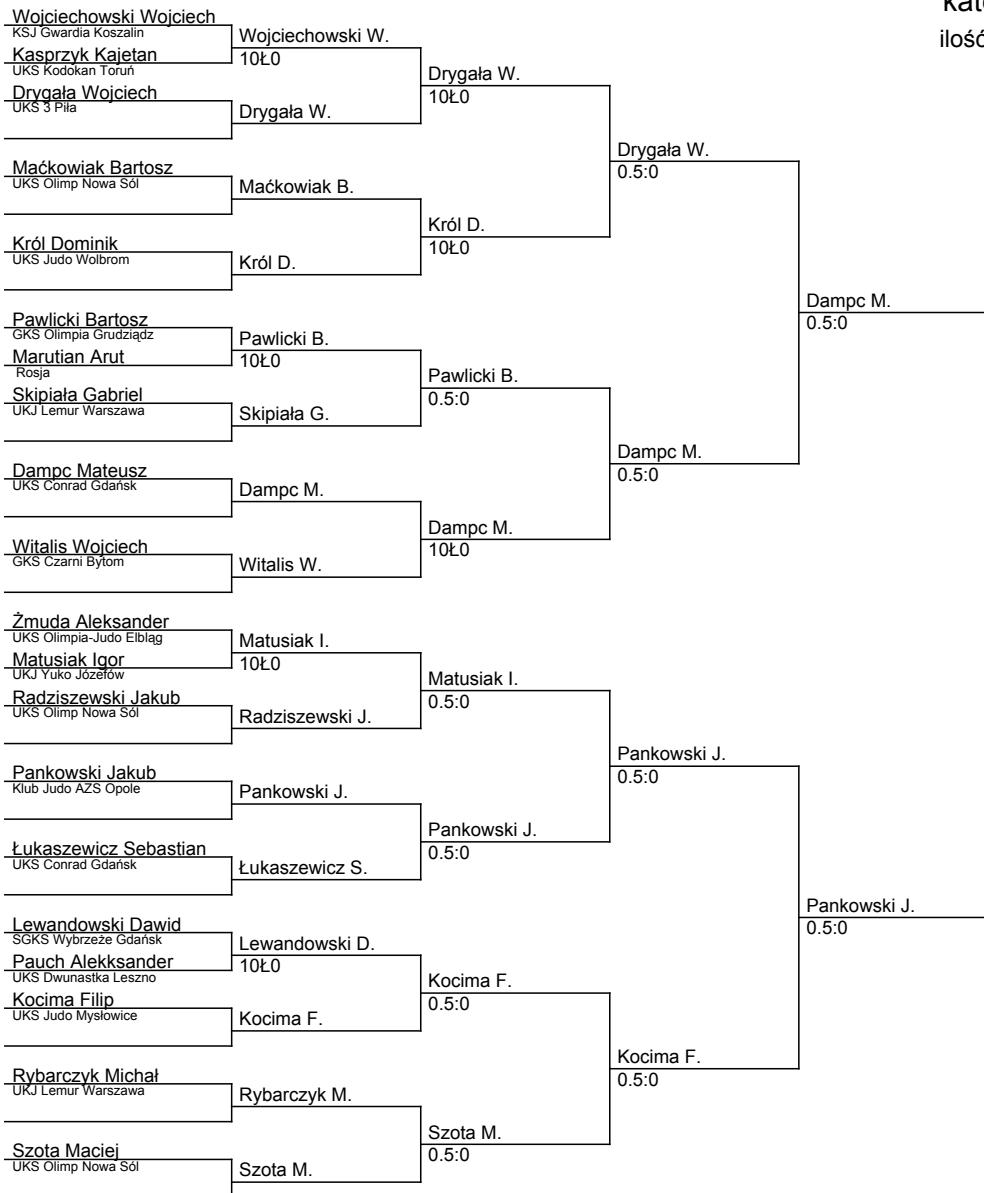 kat
ilość
Wojciechowski Wojciech
KSJ Gwardia Koszalin
Kasprzyk Kajetan
UKS Kodokan Toruń
Drygała Wojciech
UKS 3 Piła
Maćkowiak Bartosz
UKS Olimp Nowa Sól
Król Dominik
UKS Judo Wolbrom
Pawlicki Bartosz
GKS Olimpia Grudziądz
Marutian Arut
Rosja
Skipiała Gabriel
UKJ Lemur Warszawa
Dampc Mateusz
UKS Conrad Gdańsk
Witalis Wojciech
GKS Czarni Bytom
Żmuda Aleksander
UKS Olimpia-Judo Elbląg
Matusiak Igor
UKJ Yuko Józefów
Radziszewski Jakub
UKS Olimp Nowa Sól
Pankowski Jakub
Klub Judo AZS Opole
Łukaszewicz Sebastian
UKS Conrad Gdańsk
Lewandowski Dawid
SGKS Wybrzeże Gdańsk
Pauch Alekksander
UKS Dwunastka Leszno
Kocima Filip
UKS Judo Mysłowice
Rybarczyk Michał
UKJ Lemur Warszawa
Szota Maciej
UKS Olimp Nowa Sól
Wojciechowski W.
10Ł0
Drygała W.
Maćkowiak B.
Król D.
Pawlicki B.
10Ł0
Skipiała G.
Dampc M.
Witalis W.
Matusiak I.
10Ł0
Radziszewski J.
Pankowski J.
Łukaszewicz S.
Lewandowski D.
10Ł0
Kocima F.
Rybarczyk M.
Szota M.
Drygała W.
10Ł0
Król D.
10Ł0
Pawlicki B.
0.5:0
Dampc M.
10Ł0
Matusiak I.
0.5:0
Pankowski J.
0.5:0
Kocima F.
0.5:0
Szota M.
0.5:0
Drygała W.
0.5:0
Dampc M.
0.5:0
Pankowski J.
0.5:0
Kocima F.
0.5:0
Dampc M.
0.5:0
Pankowski J.
0.5:0